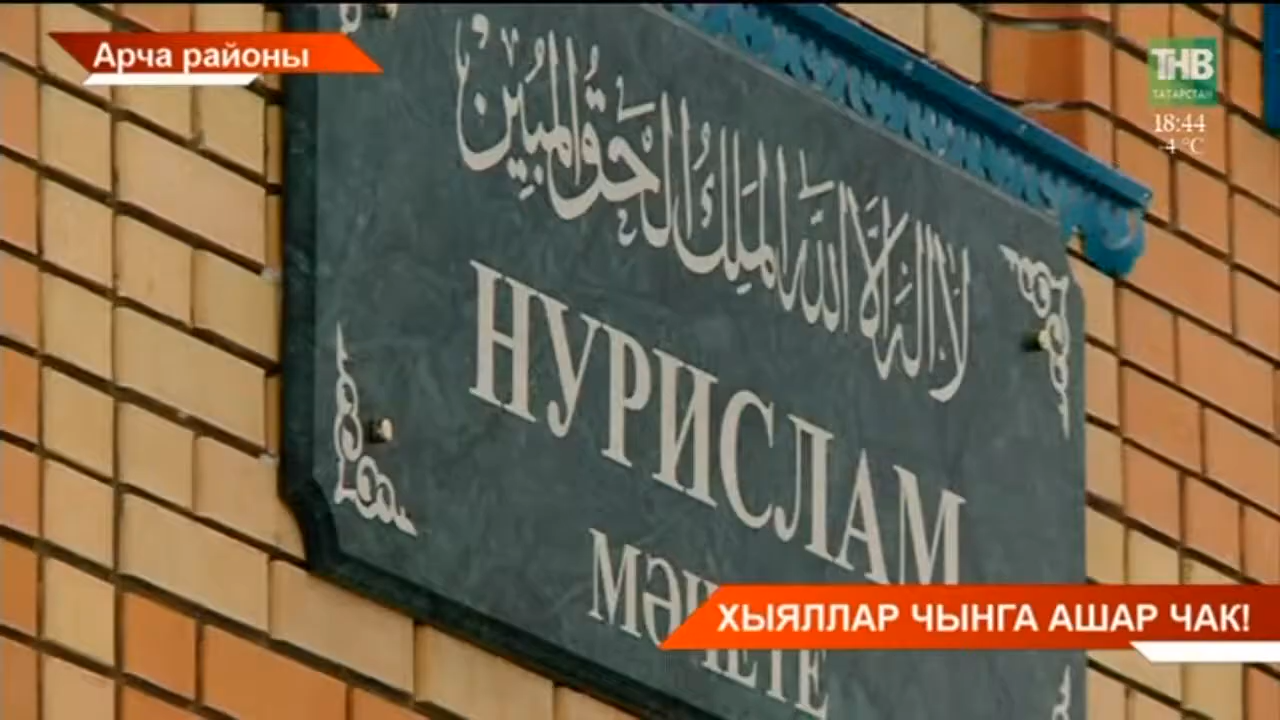 Арча районы
ТНВ
ТАТАРСТАН
18:44
-4 °C
لا اله الا الله الملك الحق المبين
НУРИСЛАМ
ХЫЯЛЛАР ЧЫНГА АШАР ЧАК!